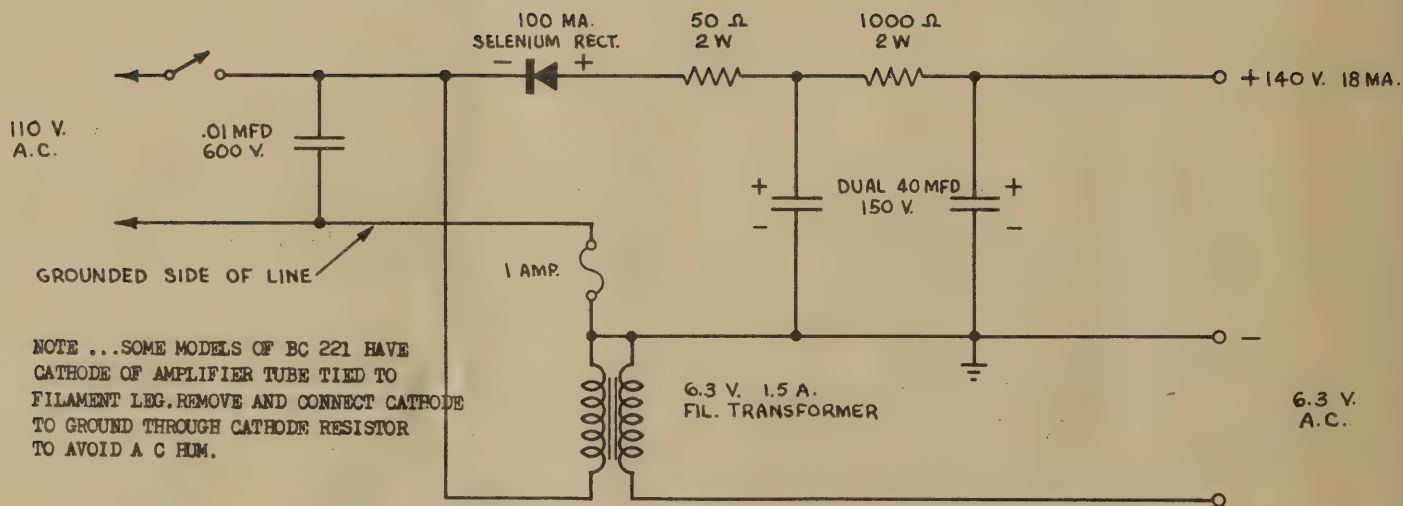 100 MA.
SELENIUM RECT.
- +
50 Ω
2 W
1000 Ω
2 W
+ 140 V. 18 MA.
110 V.
A.C.
.01 MFD
600 V.
+
-
DUAL 40 MFD
150 V.
+
-
GROUNDED SIDE OF LINE
1 AMP.
-
NOTE ...SOME MODELS OF BC 221 HAVE
CATHODE OF AMPLIFIER TUBE TIED TO
FILAMENT LEG. REMOVE AND CONNECT CATHODE
TO GROUND THROUGH CATHODE RESISTOR
TO AVOID A C HUM.
6.3 V. 1.5 A.
FIL. TRANSFORMER
6.3 V.
A.C.